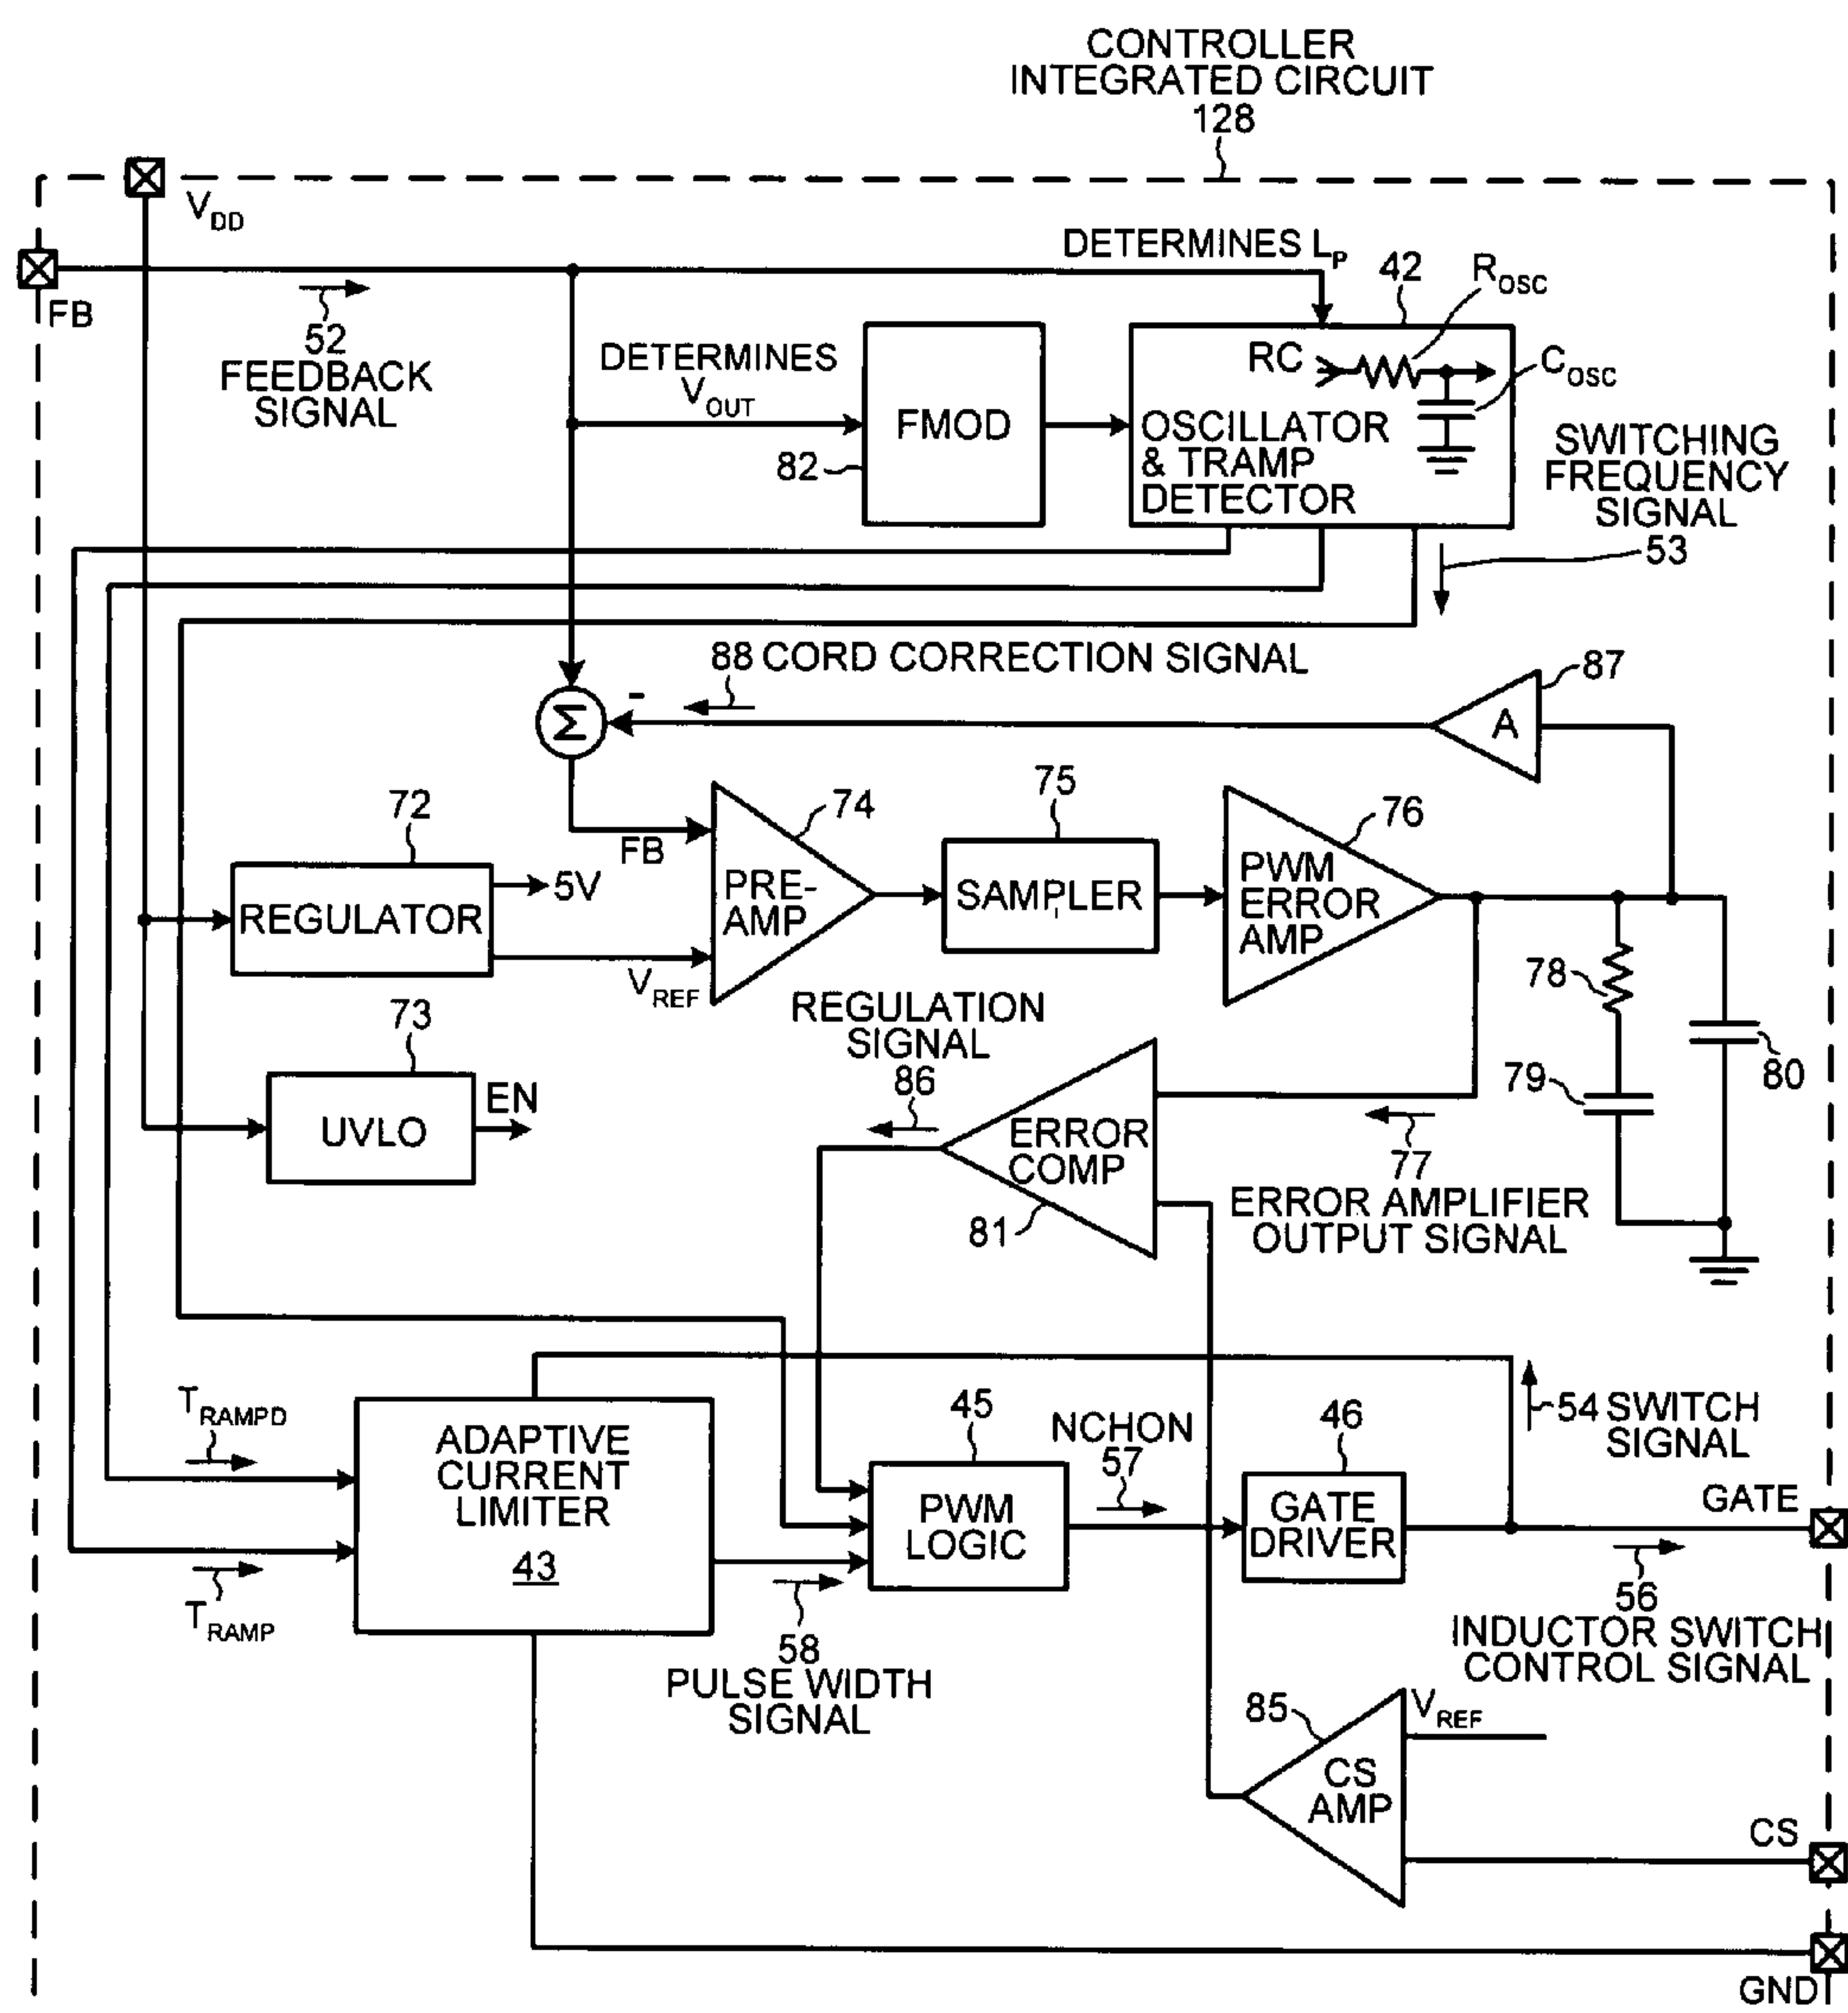 CONTROLLER
INTEGRATED CIRCUIT
128
VDD
FB
52
FEEDBACK
SIGNAL
DETERMINES LP
42
ROSC
DETERMINES
VOUT
FMOD
82
RC
COSC
OSCILLATOR
& TRAMP
DETECTOR
SWITCHING
FREQUENCY
SIGNAL
53
88 CORD CORRECTION SIGNAL
87
-
Σ
A
72
REGULATOR
5V
VREF
FB
74
PRE-
AMP
75
SAMPLER
76
PWM
ERROR
AMP
78
79
80
73
UVLO
EN
REGULATION
SIGNAL
86
ERROR
COMP
81
77
ERROR AMPLIFIER
OUTPUT SIGNAL
TRAMPD
TRAMP
ADAPTIVE
CURRENT
LIMITER
43
58
PULSE WIDTH
SIGNAL
45
PWM
LOGIC
NCHON
57
46
GATE
DRIVER
54 SWITCH
SIGNAL
GATE
56
INDUCTOR SWITCH
CONTROL SIGNAL
85
VREF
CS
AMP
CS
GND